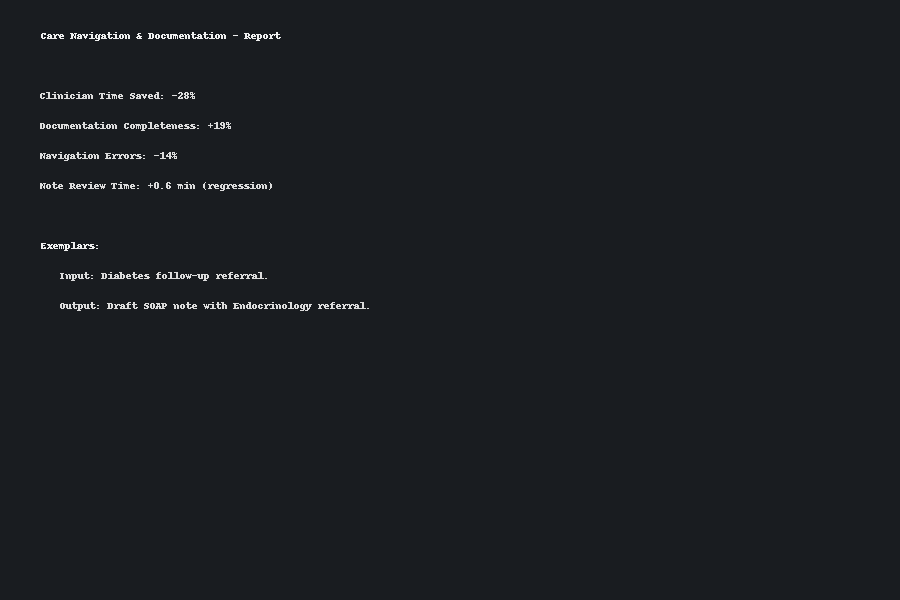 Care Navigation & Documentation - Report
Clinician Time Saved: -28%
Documentation Completeness: +19%
Navigation Errors: -14%
Note Review Time: +0.6 min (regression)
Exemplars:
Input: Diabetes follow-up referral.
Output: Draft SOAP note with Endocrinology referral.